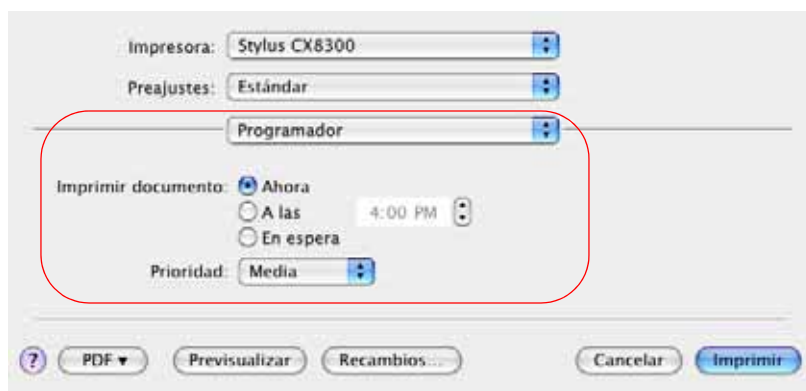 Impresora: Stylus CX8300
Preajustes: Estándar
Programador
Imprimir documento: Ahora
A las 4:00 PM
En espera
Prioridad: Media
? PDF ▼ Previsualizar Recambios... Cancelar Imprimir